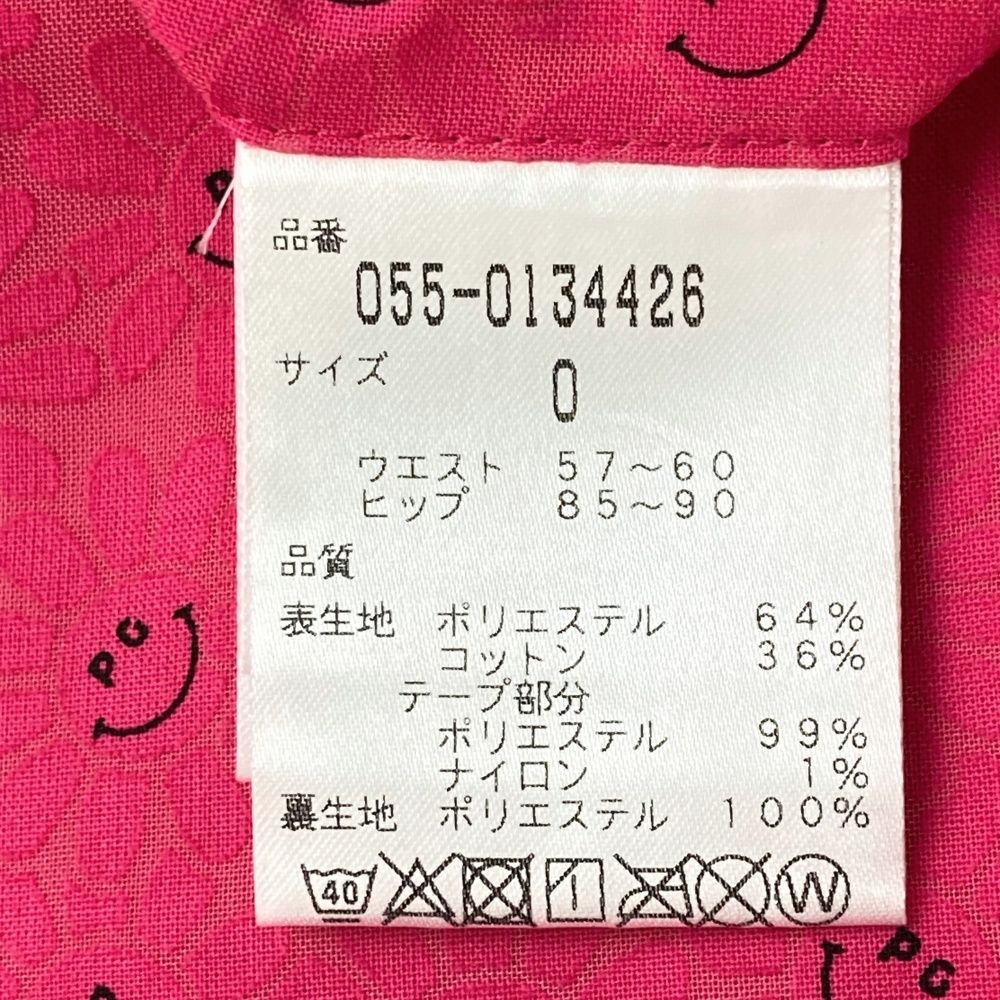 品番
055-0134426
サイズ
0
ウエスト 57～60
ヒップ 85～90
品質
表生地 ポリエステル 64%
コットン 36%
テープ部分
ポリエステル 99%
ナイロン 1%
裏生地 ポリエステル 100%
40 W
PG
PG